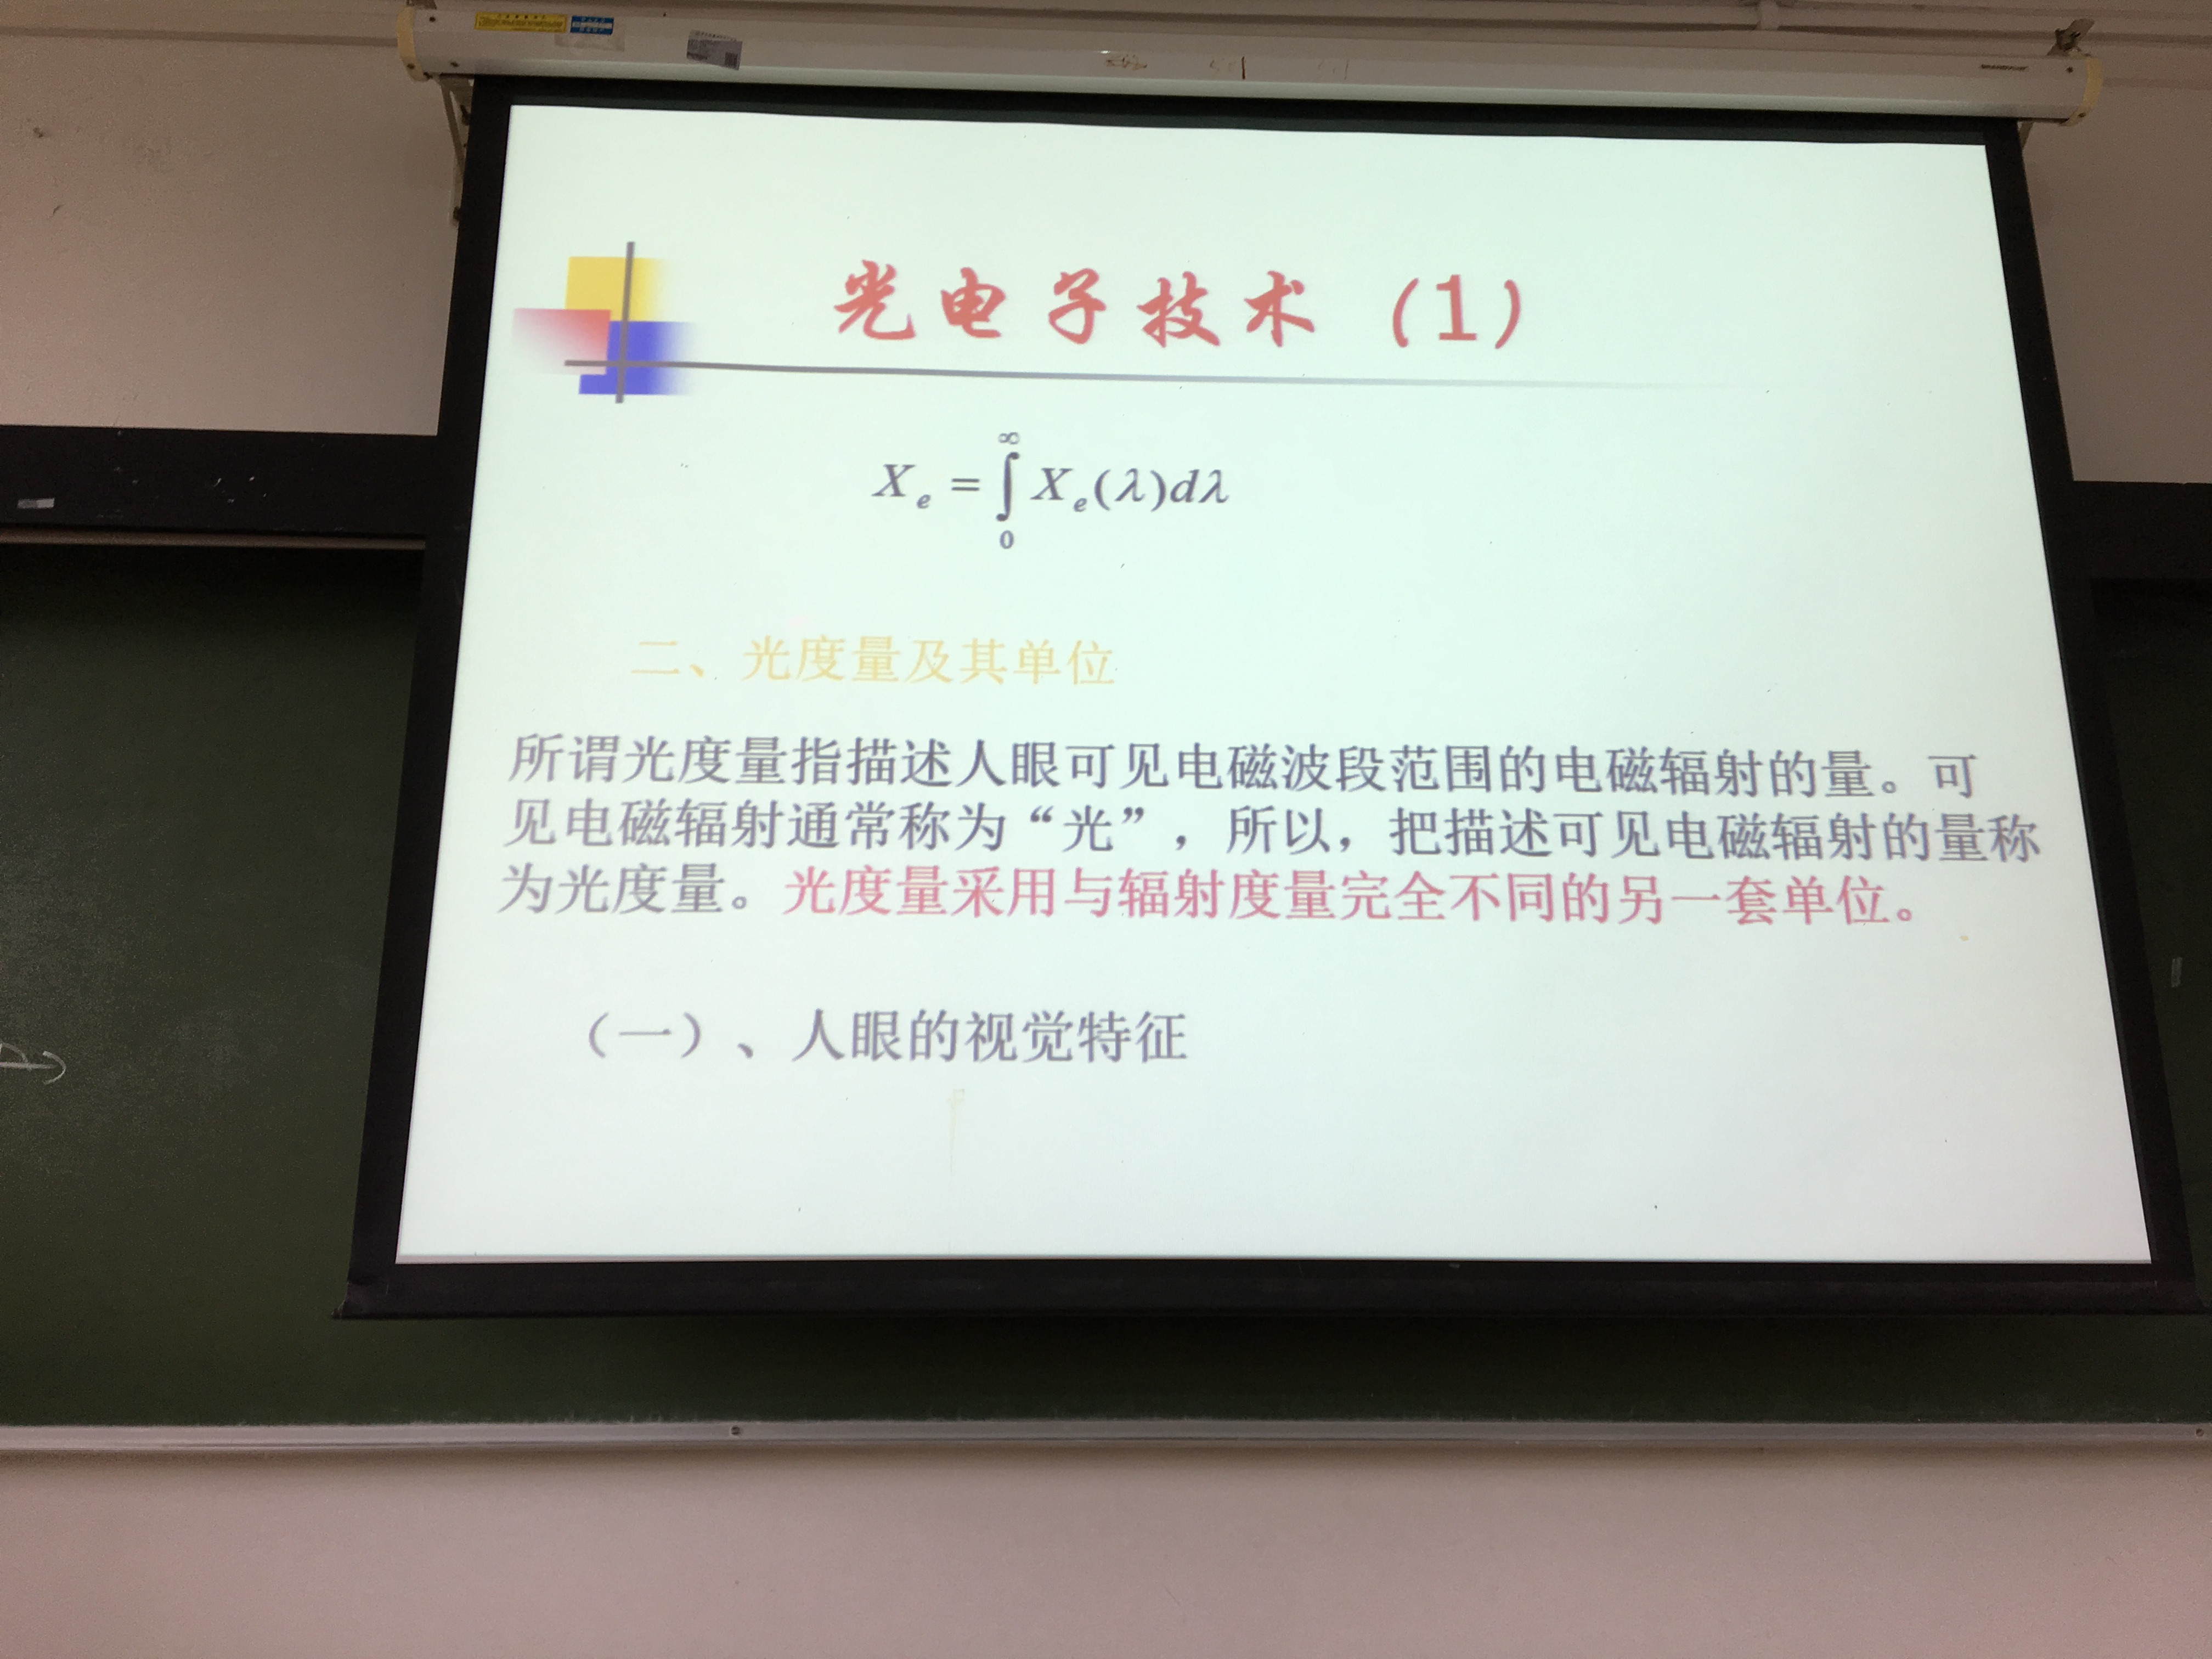 光电子技术（1）
X_e = ∫_0^∞ X_e(λ)dλ
二、光度量及其单位
所谓光度量指描述人眼可见电磁波段范围的电磁辐射的量。可
见电磁辐射通常称为“光”，所以，把描述可见电磁辐射的量称
为光度量。光度量采用与辐射度量完全不同的另一套单位。
（一）、人眼的视觉特征